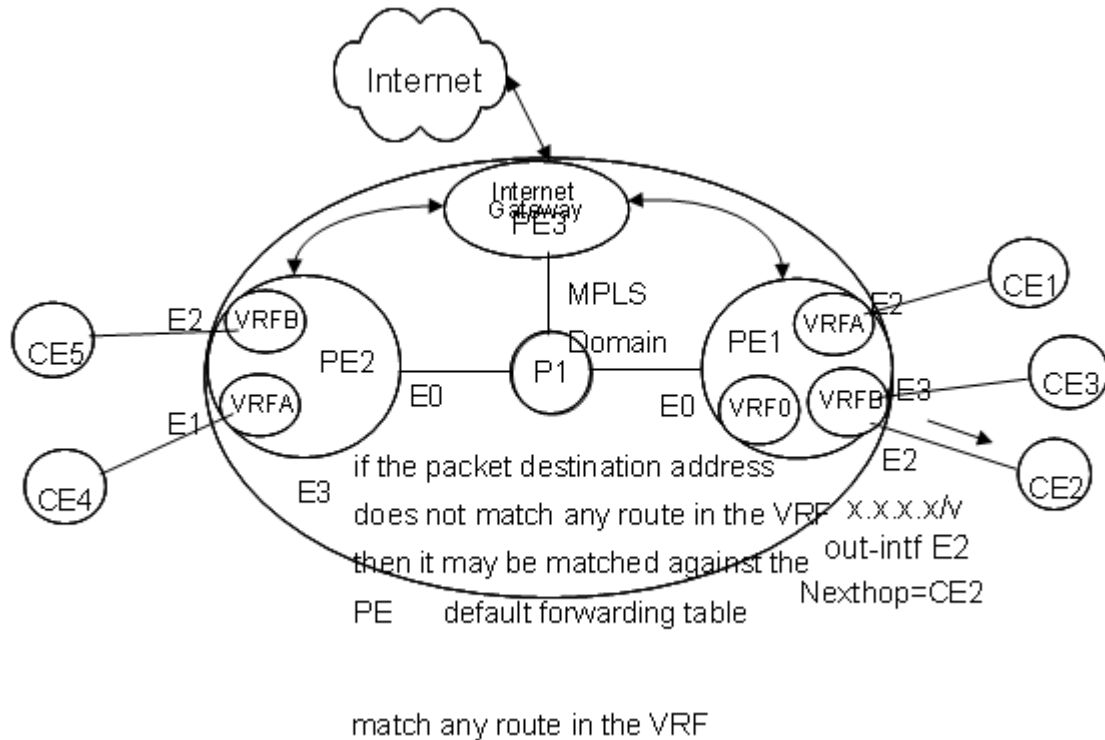 Internet
Internet
Gateway
PE3
MPLS
Domain
E2
VRFB
PE2
CE5
VRFA
E1
E0
CE4
E3
P1
PE1
VRFA
E2
CE1
E0
VRF0
VRFB
E3
CE3
E2
CE2
if the packet destination address
does not match any route in the VRF
then it may be matched against the
PE default forwarding table
x.x.x.x/v
out-intf E2
Nexthop=CE2
match any route in the VRF